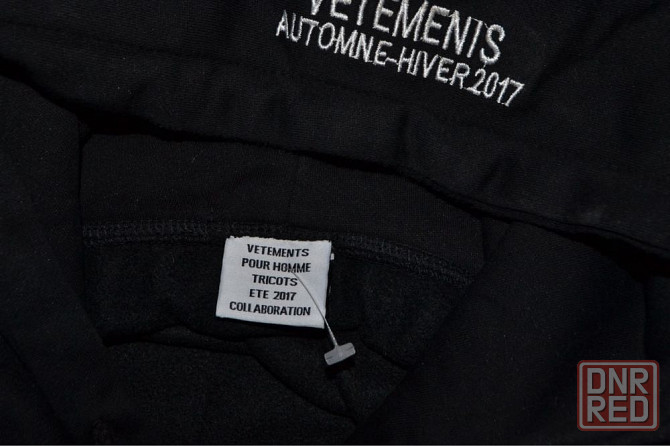 VETEMENTS
AUTOMNE-HIVER 2017
VETEMENTS
POUR HOMME
TRICOTS
ETE 2017
COLLABORATION
DNR
RED